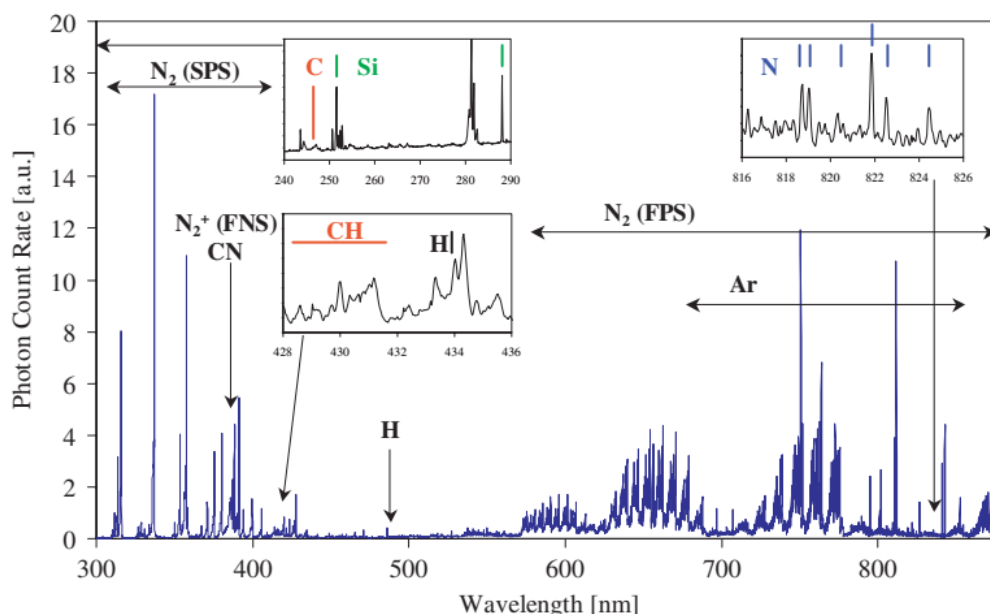 20
18
16
14
12
10
8
6
4
2
0
Photon Count Rate [a.u.]
300
400
500
600
700
800
Wavelength [nm]
N₂ (SPS)
C
Si
240
250
260
270
280
290
N
816
818
820
822
824
826
N₂⁺ (FNS)
CN
CH
H
428
430
432
434
436
N₂ (FPS)
Ar
H